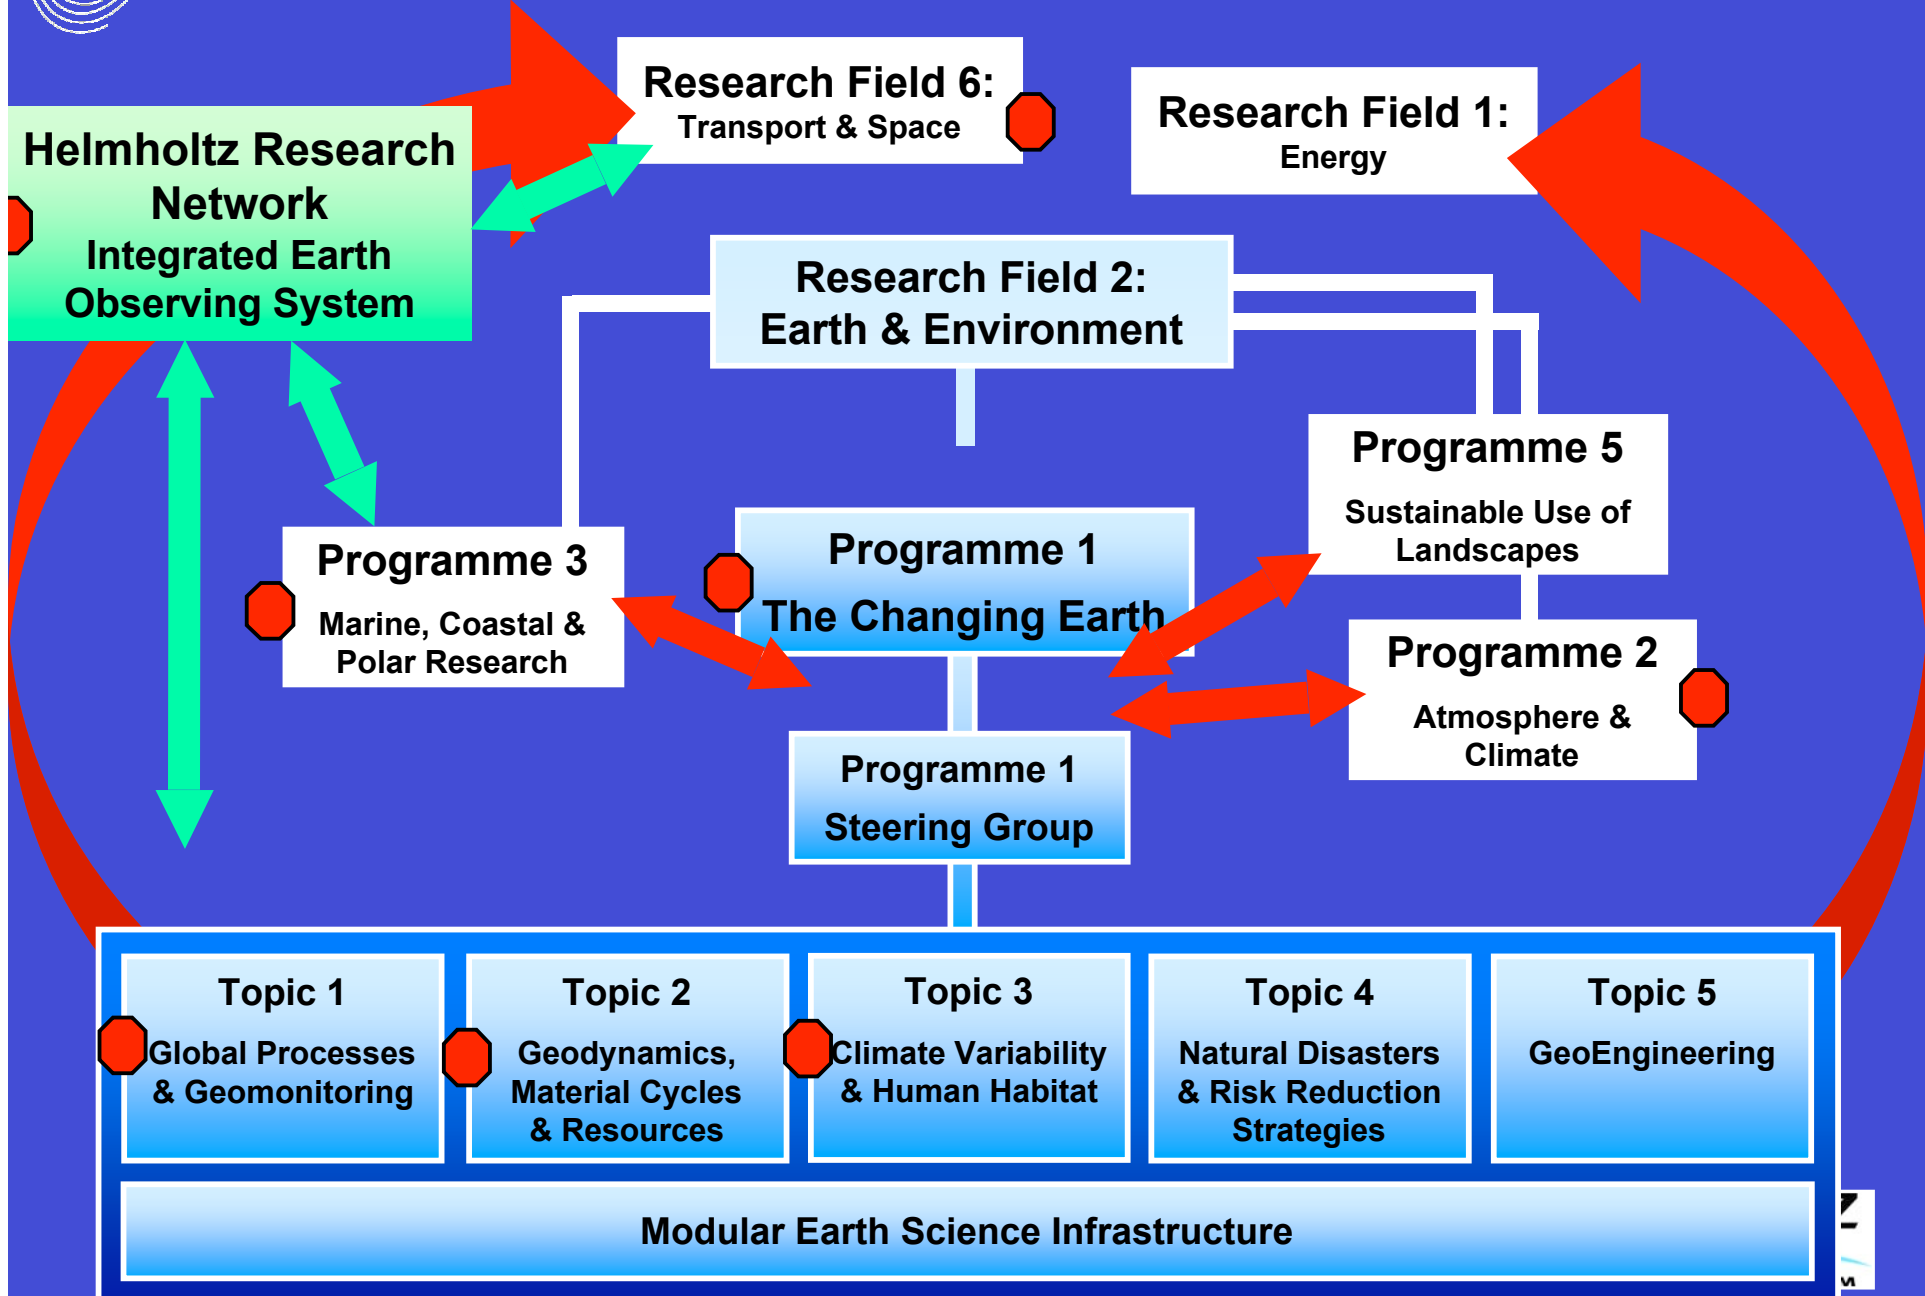 Research Field 6:
Transport & Space
Research Field 1:
Energy
Helmholtz Research
Network
Integrated Earth
Observing System
Research Field 2:
Earth & Environment
Programme 5
Sustainable Use of
Landscapes
Programme 3
Marine, Coastal &
Polar Research
Programme 1
The Changing Earth
Programme 2
Atmosphere &
Climate
Programme 1
Steering Group
Topic 1
Global Processes
& Geomonitoring
Topic 2
Geodynamics,
Material Cycles
& Resources
Topic 3
Climate Variability
& Human Habitat
Topic 4
Natural Disasters
& Risk Reduction
Strategies
Topic 5
GeoEngineering
Modular Earth Science Infrastructure